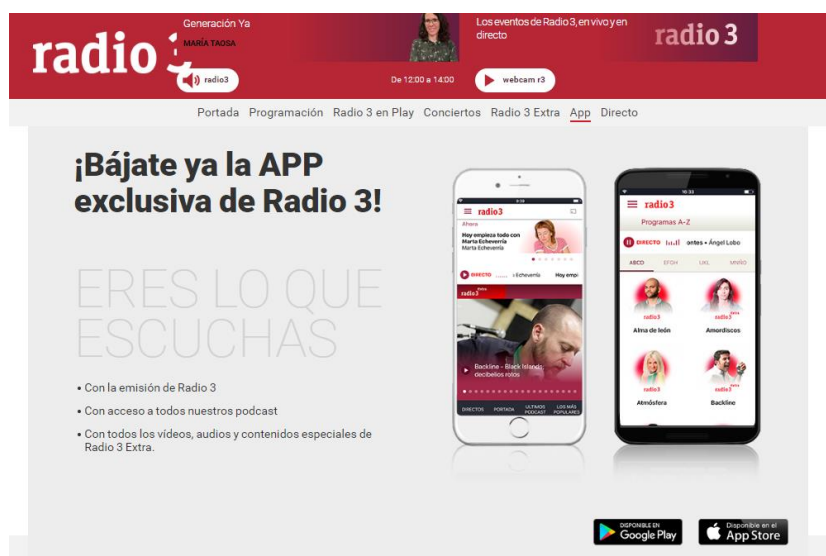 radio 3
Generación Ya
MARÍA TAOSA
radio3
De 12:00 a 14:00
Los eventos de Radio 3, en vivo y en
directo
webcam r3
radio 3
Portada Programación Radio 3 en Play Conciertos Radio 3 Extra App Directo
¡Bájate ya la APP
exclusiva de Radio 3!
ERES LO QUE
ESCUCHAS
• Con la emisión de Radio 3
• Con acceso a todos nuestros podcast
• Con todos los vídeos, audios y contenidos especiales de
Radio 3 Extra.
radio3
Ahora
Hoy empieza todo con
Marta Echeverría
Marta Echeverría
DIRECTO
Echeverría
Hoy empi
radio3
Backline - Black Islands:
decibelios rotos
DIRECTOS PORTADA ULTIMOS PODCAST LOS MÁS POPULARES
radio3
Programas A-Z
DIRECTO
ontes • Ángel Lobo
ABCD EFGH IJKL MNÑO
radio3
Alma de león
radio3
Amordiscos
radio3
Atmósfera
radio3
Backline
DISPONIBLE EN
Google Play
Disponible en el
App Store